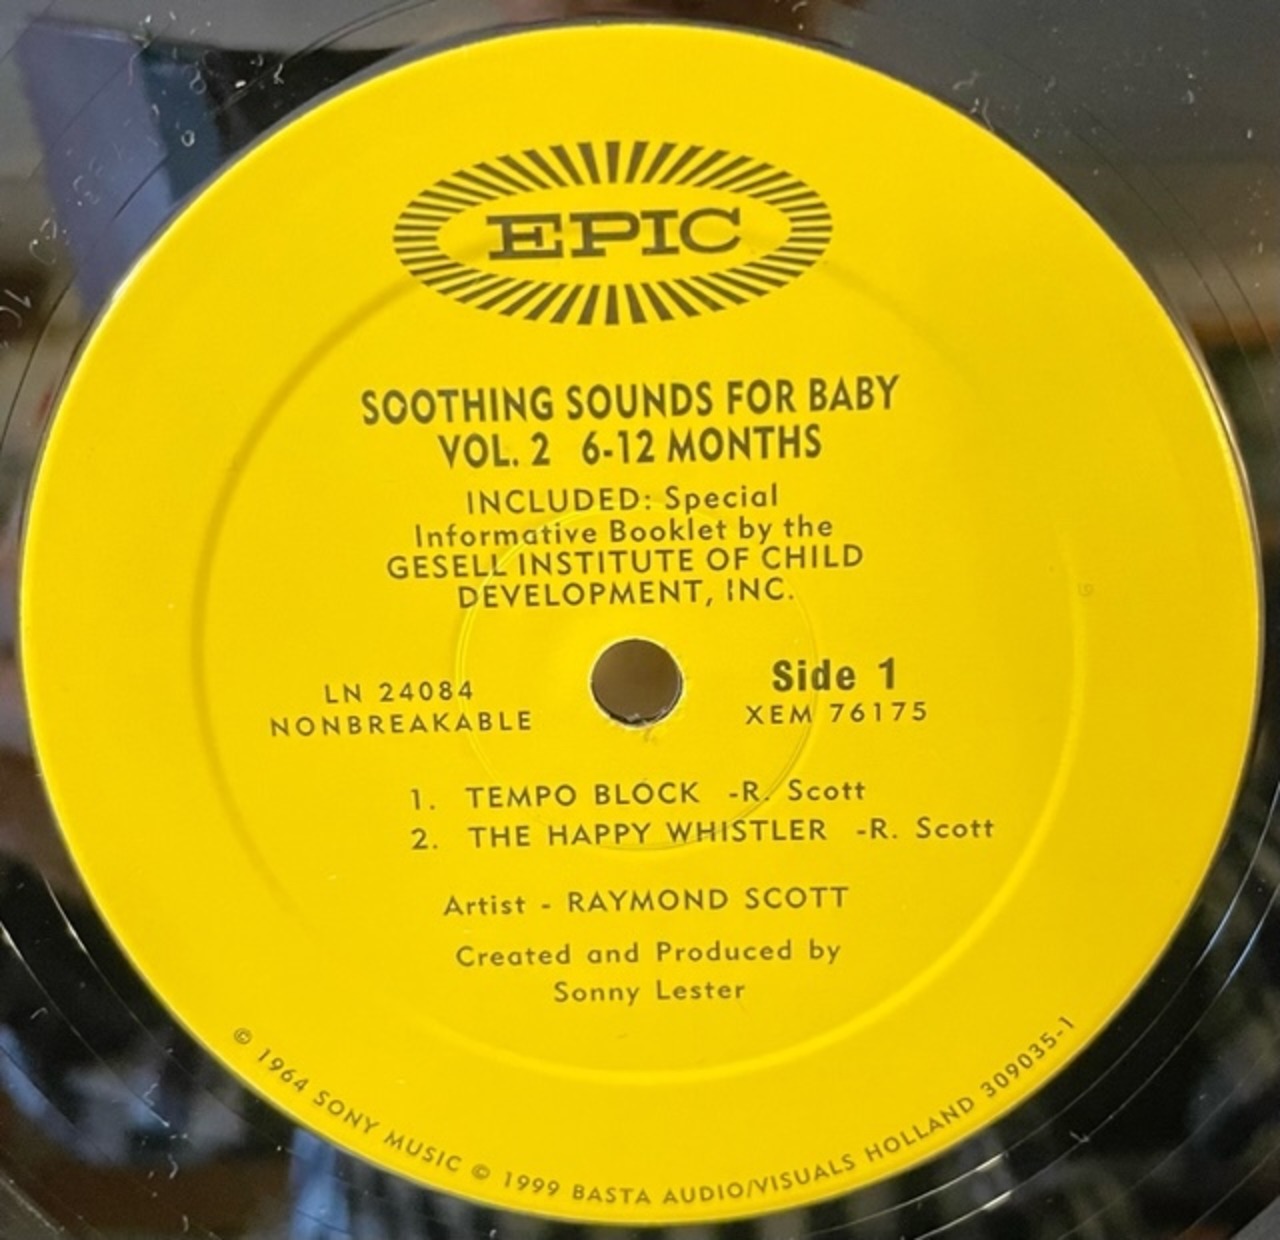 EPIC
SOOTHING SOUNDS FOR BABY
VOL. 2 6-12 MONTHS
INCLUDED: Special
Informative Booklet by the
GESELL INSTITUTE OF CHILD
DEVELOPMENT, INC.
LN 24084
NONBREAKABLE
Side 1
XEM 76175
1. TEMPO BLOCK -R. Scott
2. THE HAPPY WHISTLER -R. Scott
Artist - RAYMOND SCOTT
Created and Produced by
Sonny Lester
© 1964 SONY MUSIC © 1999 BASTA AUDIO/VISUALS HOLLAND 309035-1